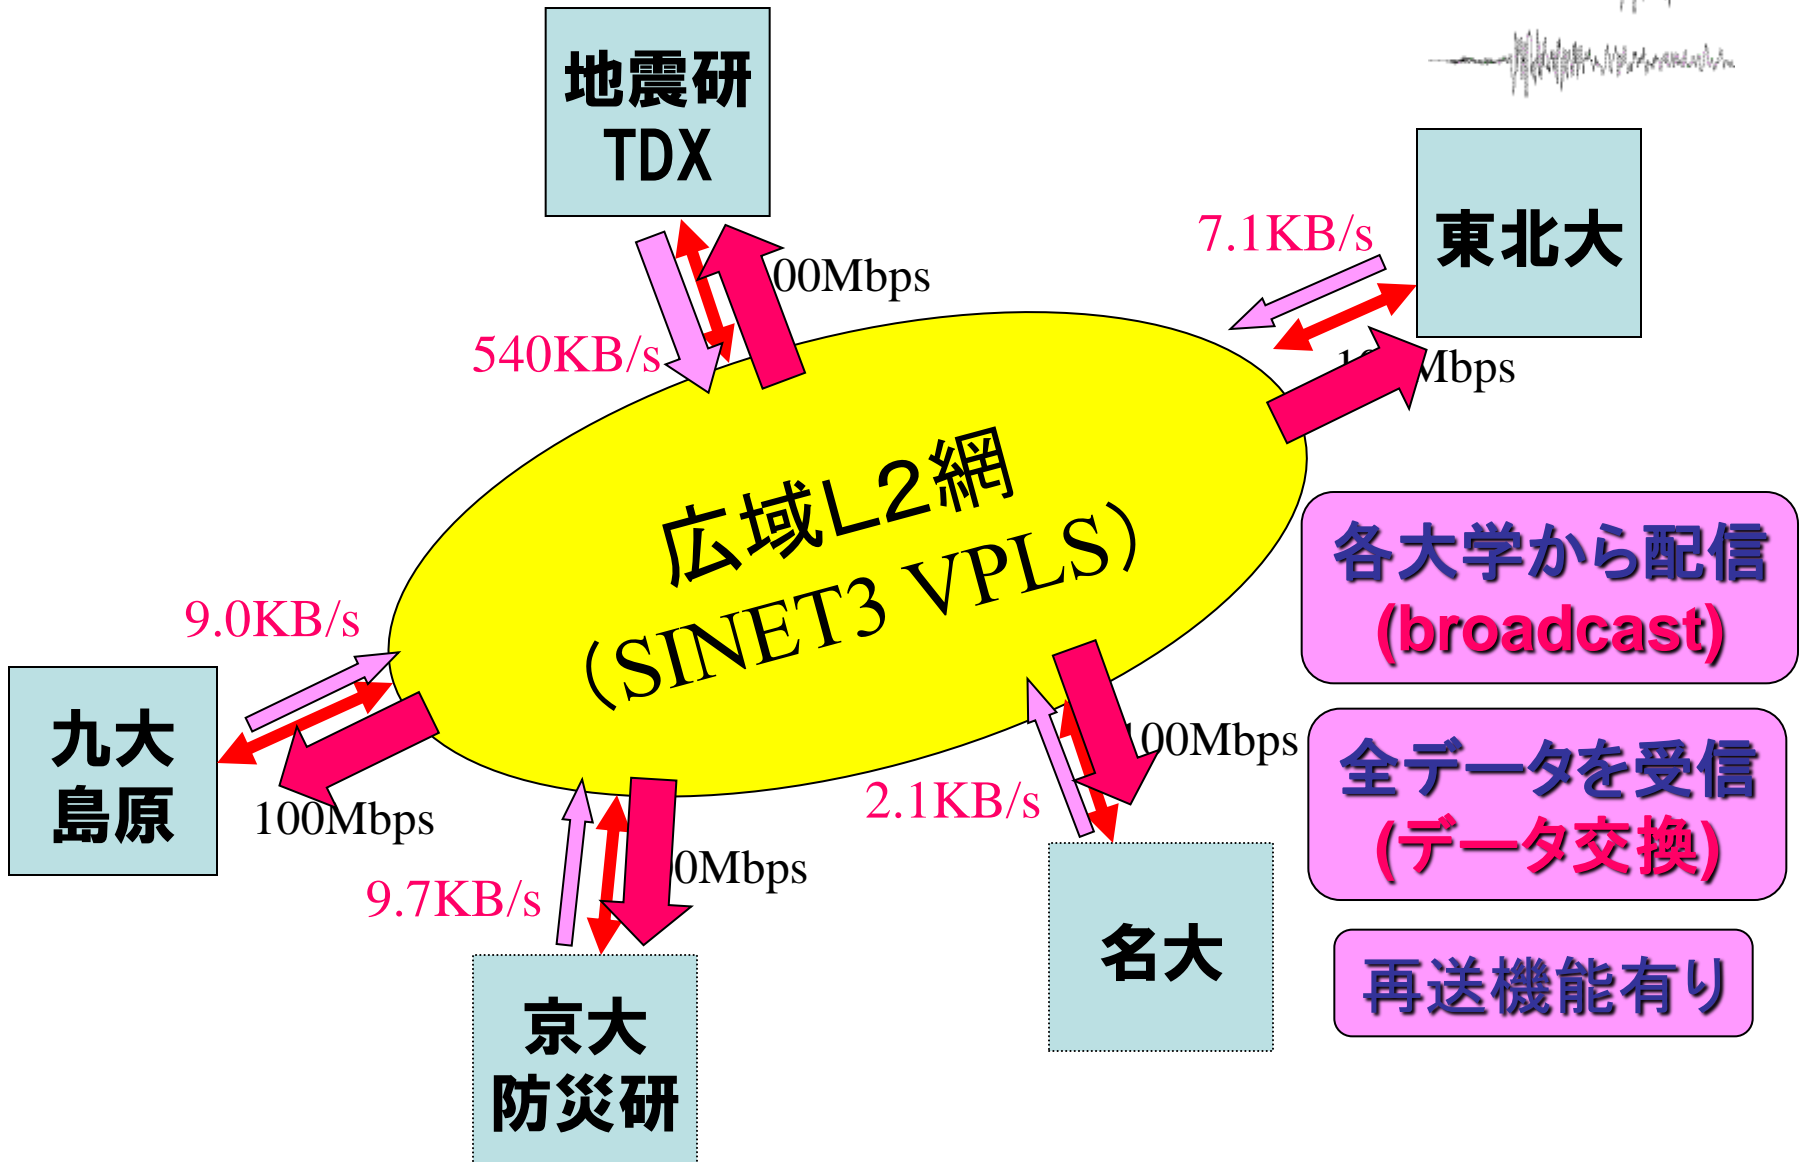 地震研
TDX
00Mbps
7.1KB/s
東北大
540KB/s
Mbps
広域L2網
（SINET3 VPLS）
各大学から配信
(broadcast)
9.0KB/s
九大
島原
100Mbps
全データを受信
(データ交換)
00Mbps
2.1KB/s
9.7KB/s
0Mbps
名大
再送機能有り
京大
防災研